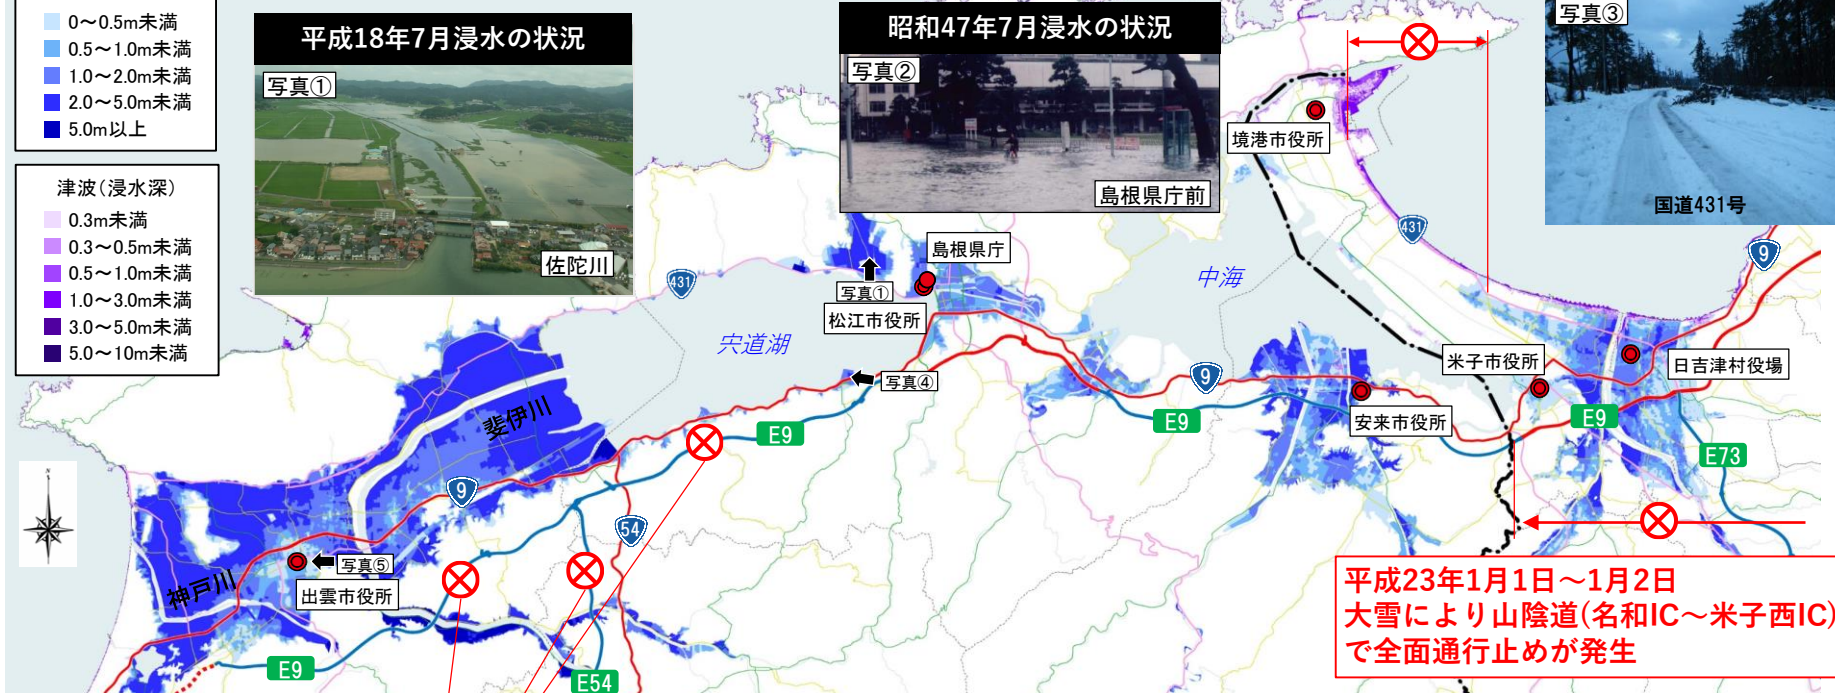 0～0.5m未満
0.5～1.0m未満
1.0～2.0m未満
2.0～5.0m未満
5.0m以上
津波(浸水深)
0.3m未満
0.3～0.5m未満
0.5～1.0m未満
1.0～3.0m未満
3.0～5.0m未満
5.0～10m未満
平成18年7月浸水の状況
写真①
佐陀川
昭和47年7月浸水の状況
写真②
島根県庁前
写真③
国道431号
境港市役所
431
9
中海
島根県庁
写真①
松江市役所
431
宍道湖
写真④
9
米子市役所
日吉津村役場
安来市役所
E9
E9
E9
E73
斐伊川
9
54
写真⑤
出雲市役所
神戸川
E9
E54
N
平成23年1月1日～1月2日
大雪により山陰道(名和IC～米子西IC)
で全面通行止めが発生